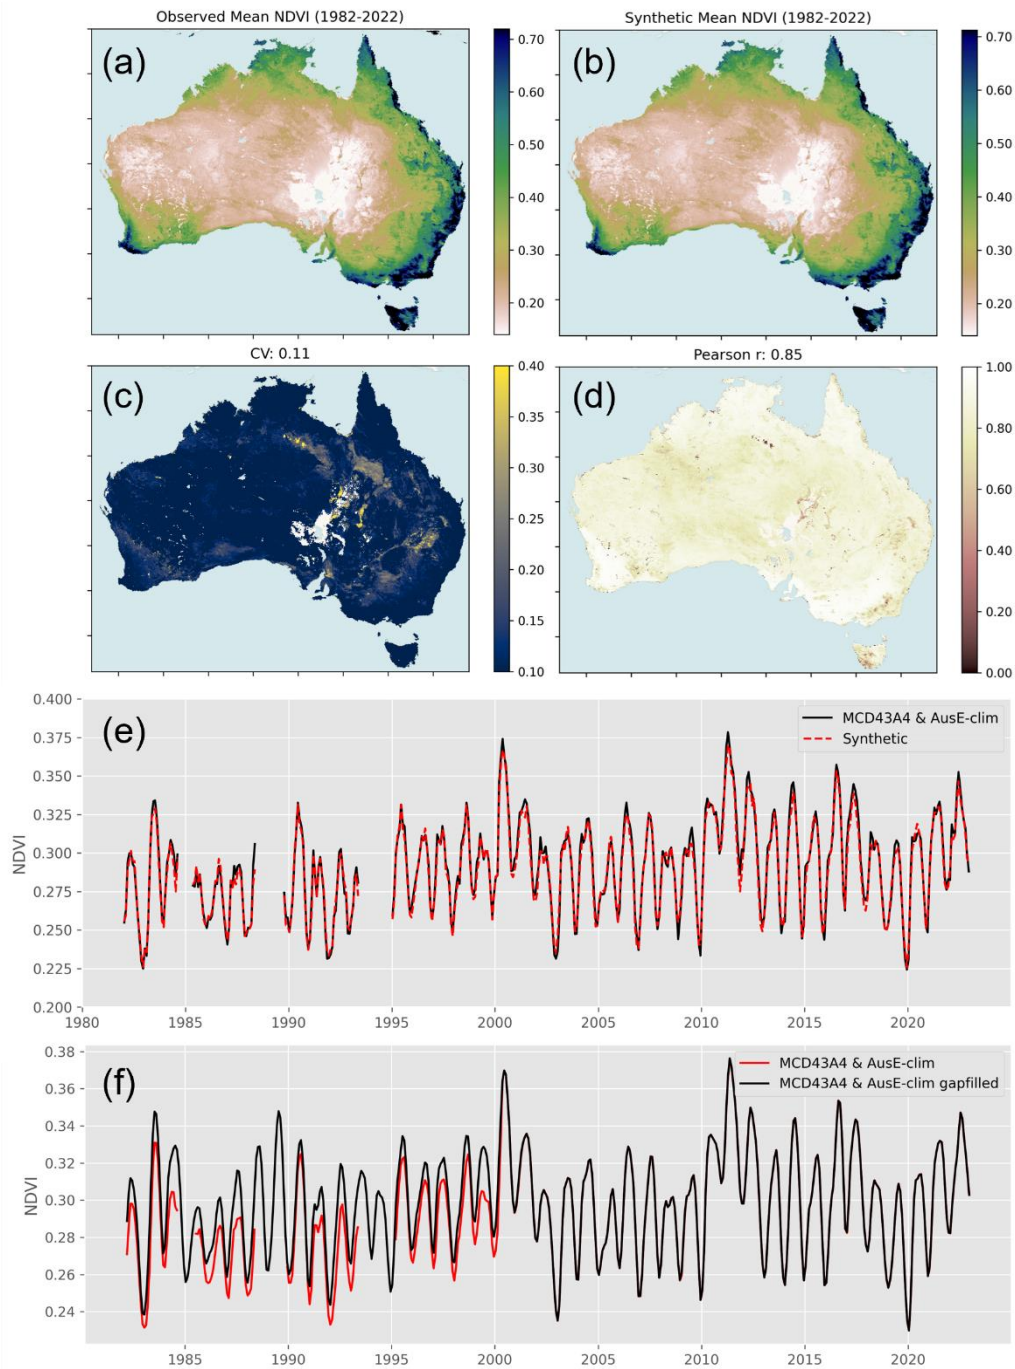 Observed Mean NDVI (1982-2022)
(a)
0.70
0.60
0.50
0.40
0.30
0.20
Synthetic Mean NDVI (1982-2022)
(b)
0.70
0.60
0.50
0.40
0.30
0.20
CV: 0.11
(c)
0.40
0.35
0.30
0.25
0.20
0.15
0.10
Pearson r: 0.85
(d)
1.00
0.80
0.60
0.40
0.20
0.00
(e)
MCD43A4 & AusE-clim
Synthetic
NDVI
0.400
0.375
0.350
0.325
0.300
0.275
0.250
0.225
0.200
1980 1985 1990 1995 2000 2005 2010 2015 2020
(f)
MCD43A4 & AusE-clim
MCD43A4 & AusE-clim gapfilled
NDVI
0.38
0.36
0.34
0.32
0.30
0.28
0.26
0.24
1985 1990 1995 2000 2005 2010 2015 2020